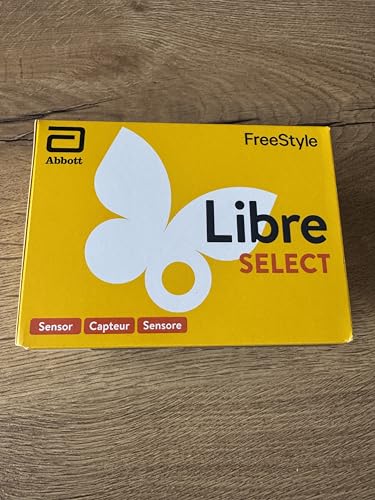 Abbott
FreeStyle
Libre
SELECT
Sensor Capteur Sensore